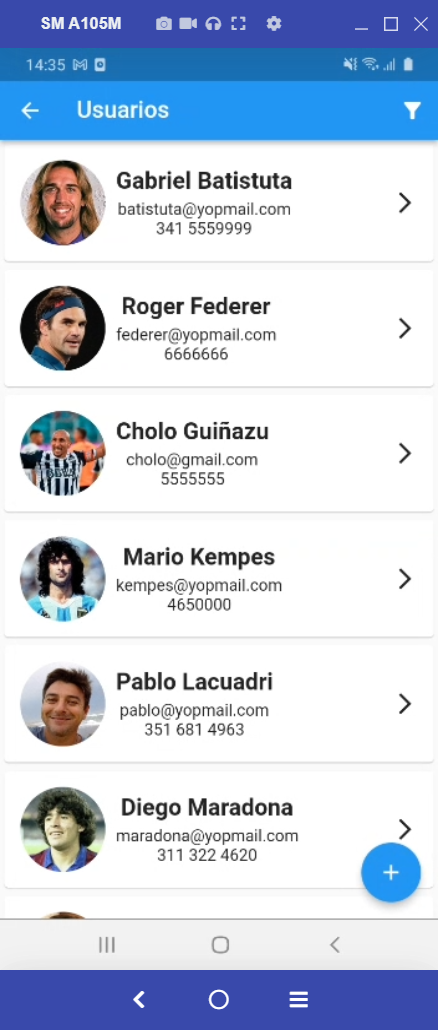 SM A105M
14:35
Usuarios
Gabriel Batistuta
batistuta@yopmail.com
341 5559999
Roger Federer
federer@yopmail.com
6666666
Cholo Guiñazu
cholo@gmail.com
5555555
Mario Kempes
kempes@yopmail.com
4650000
Pablo Lacuadri
pablo@yopmail.com
351 681 4963
Diego Maradona
maradona@yopmail.com
311 322 4620